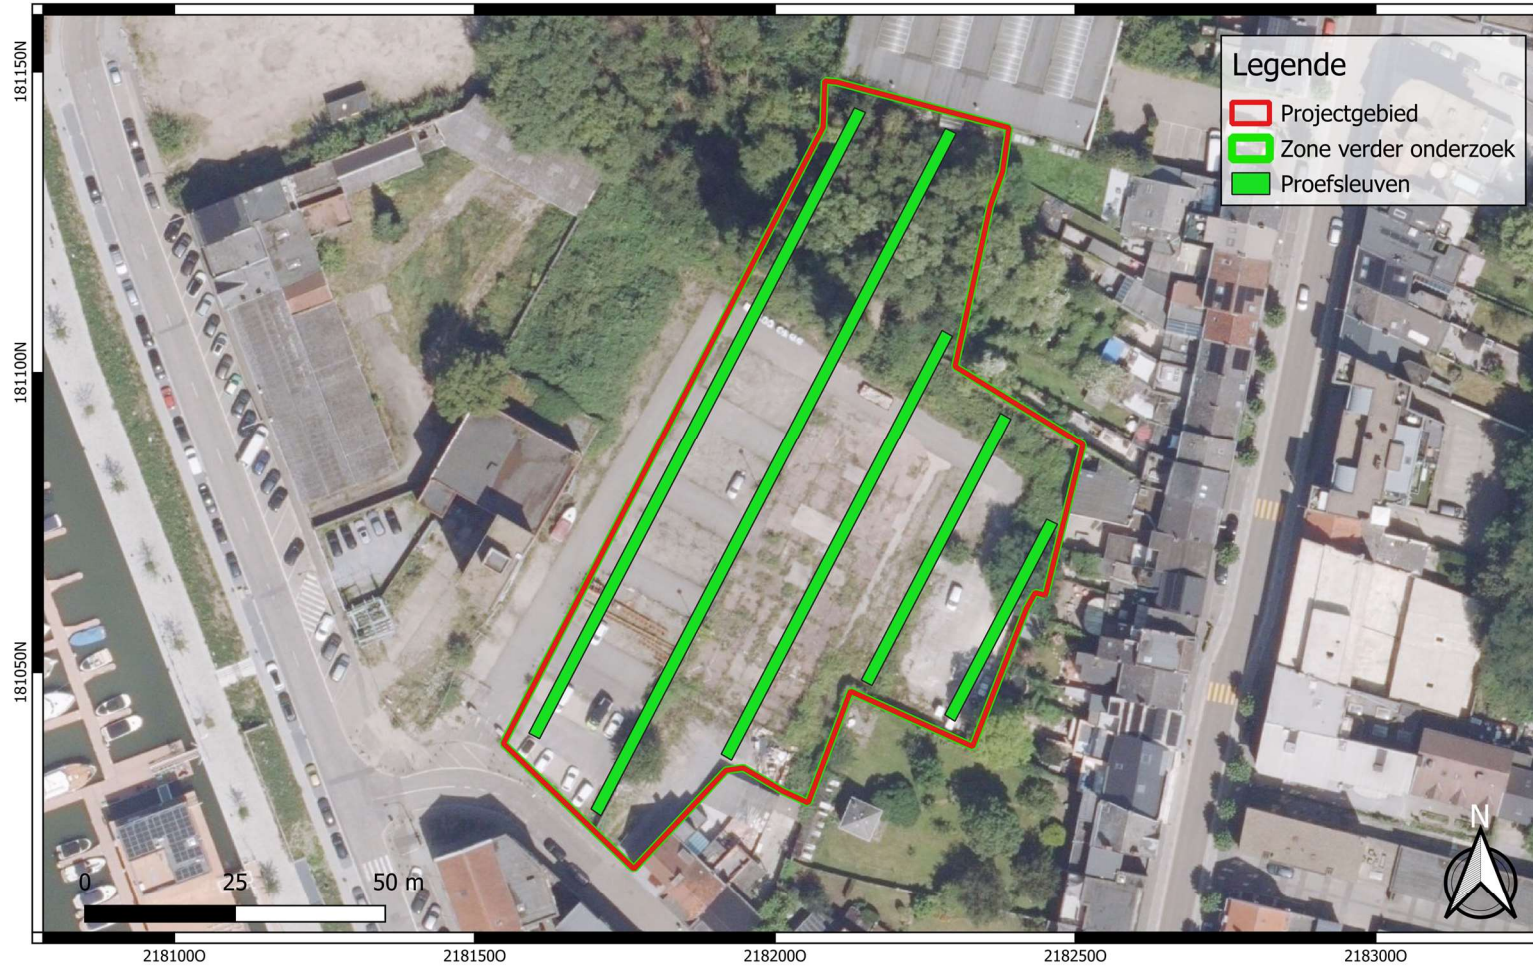 Legende
Projectgebied
Zone verder onderzoek
Proefsleuven
181150N
181100N
181050N
N
0 25 50 m
218100O 218150O 218200O 218250O 218300O